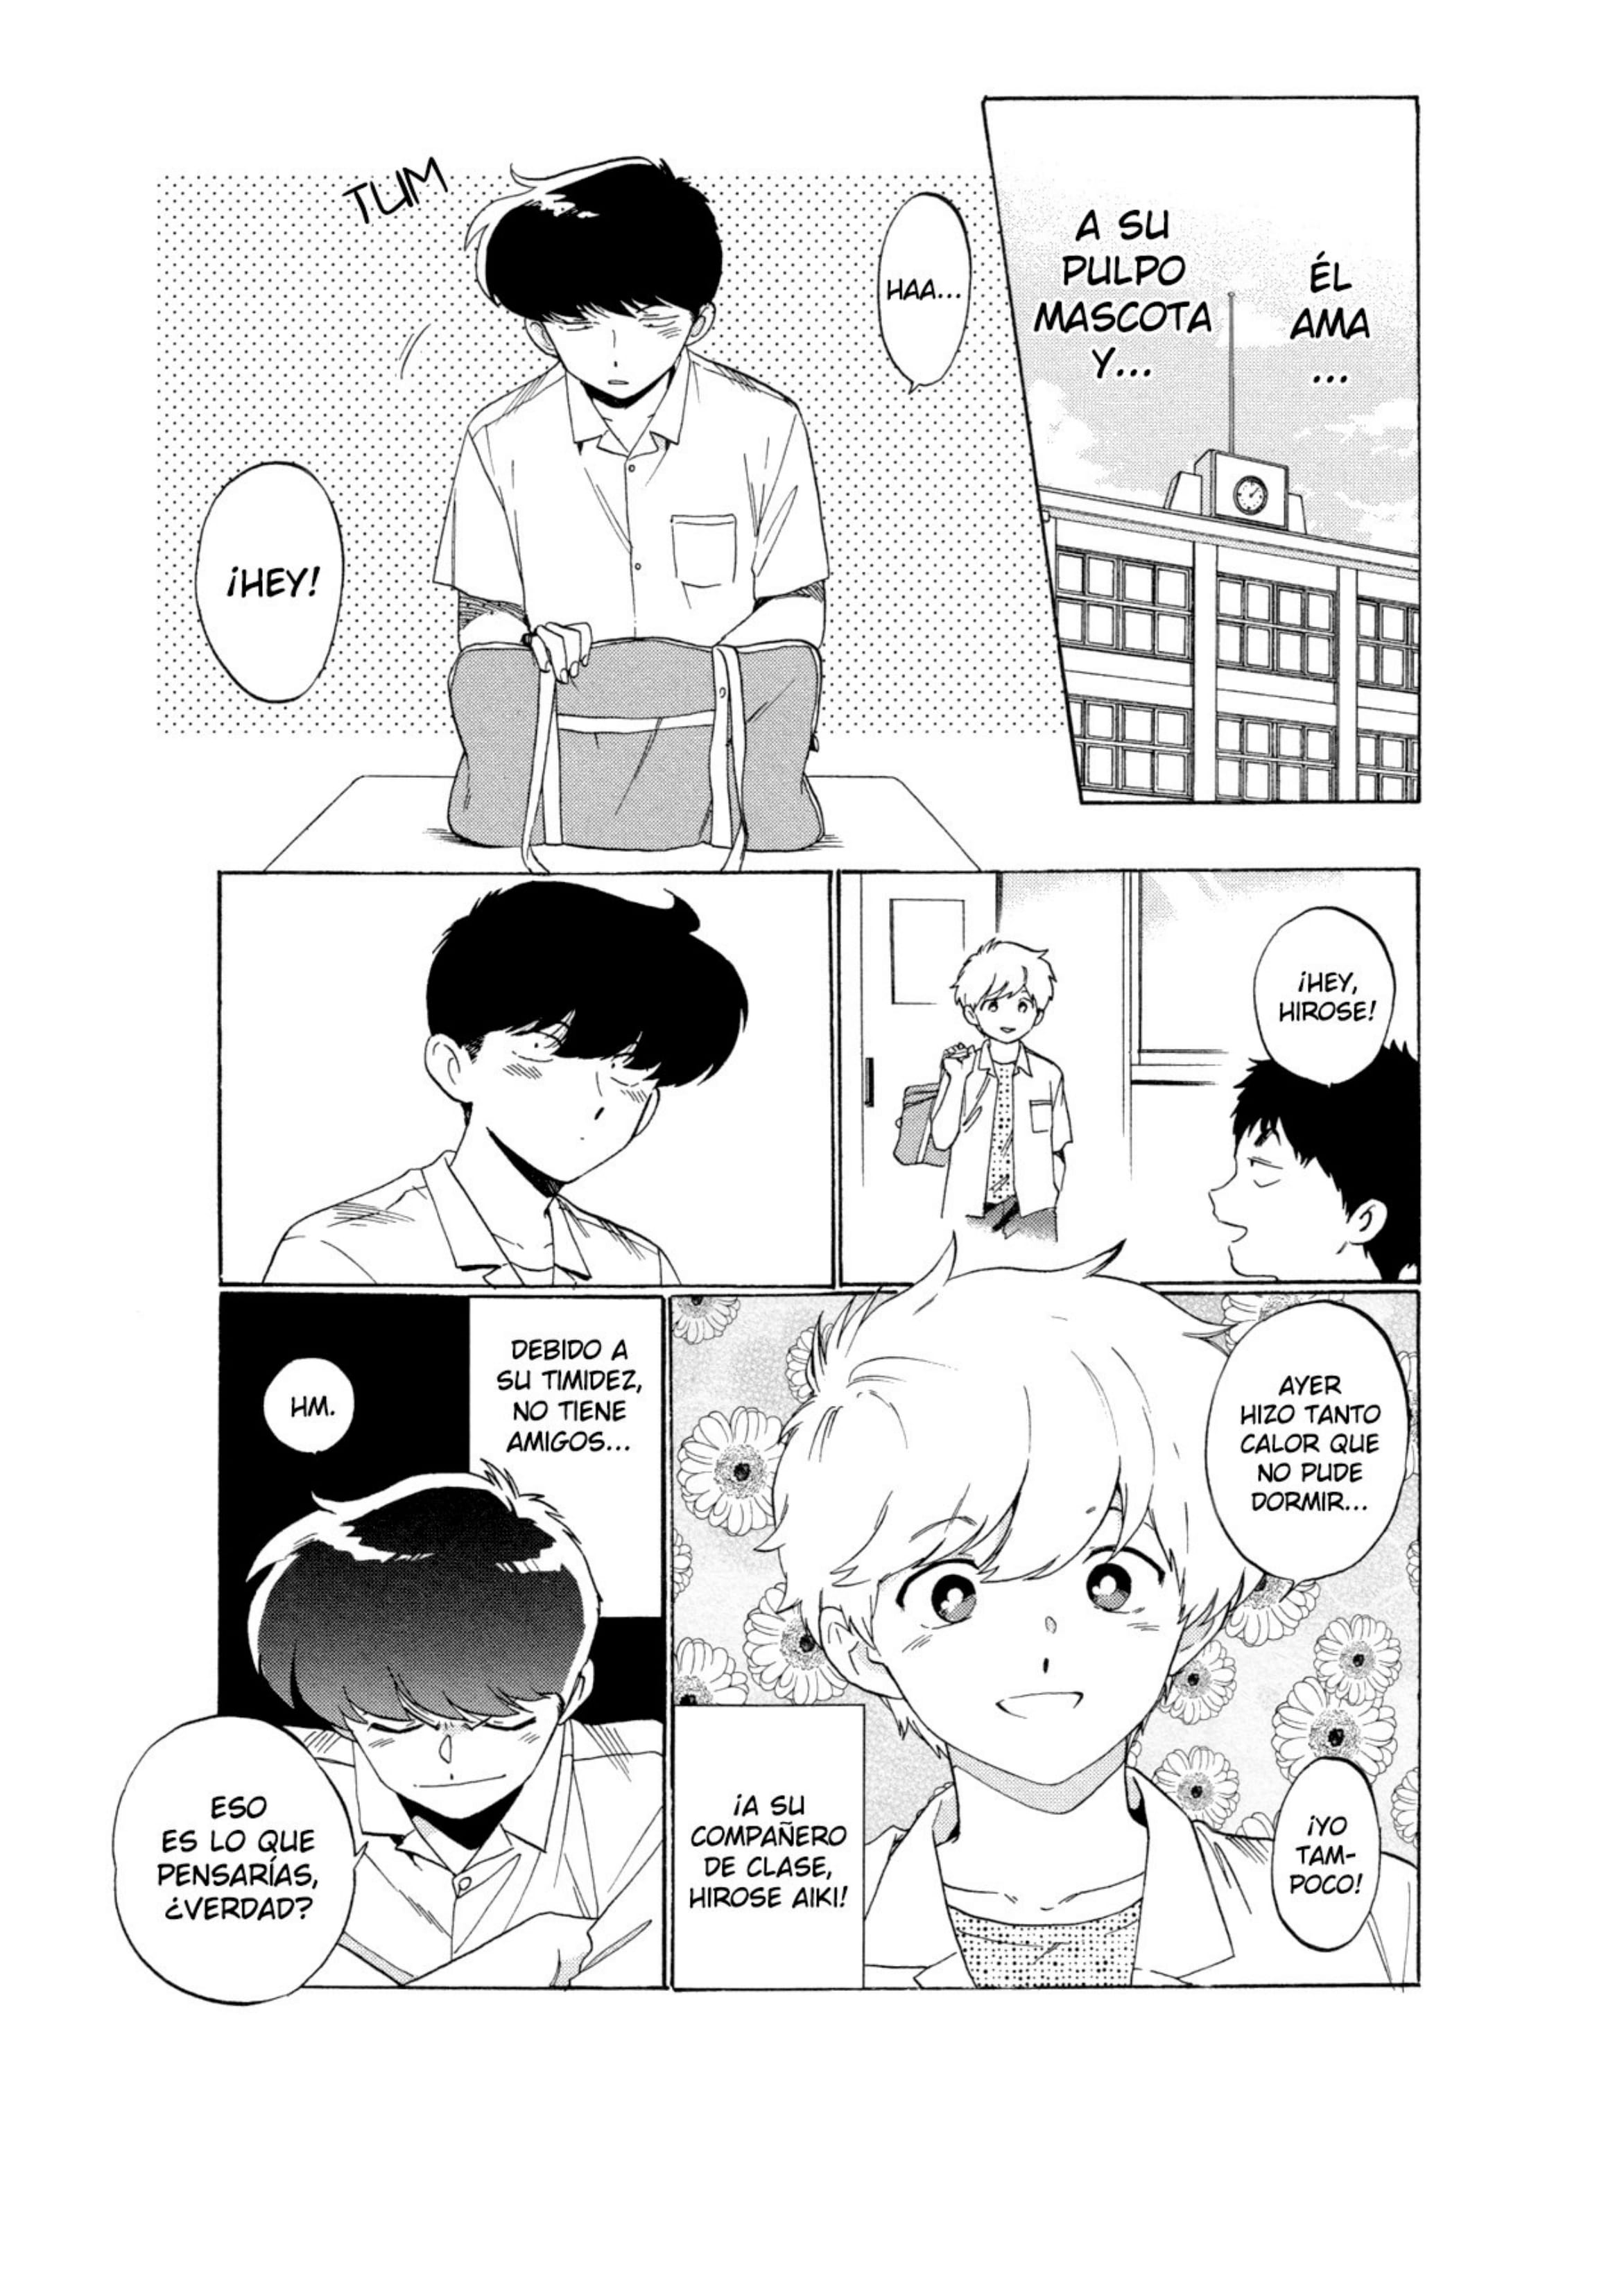 ÉL
AMA
...
A SU
PULPO
MASCOTA
Y...
HAA...
TUM
¡HEY!
¡HEY,
HIROSE!
AYER
HIZO TANTO
CALOR QUE
NO PUDE
DORMIR...
¡YO
TAM-
POCO!
¡A SU
COMPAÑERO
DE CLASE,
HIROSE AIKI!
DEBIDO A
SU TIMIDEZ,
NO TIENE
AMIGOS...
HM.
ESO
ES LO QUE
PENSARÍAS,
¿VERDAD?